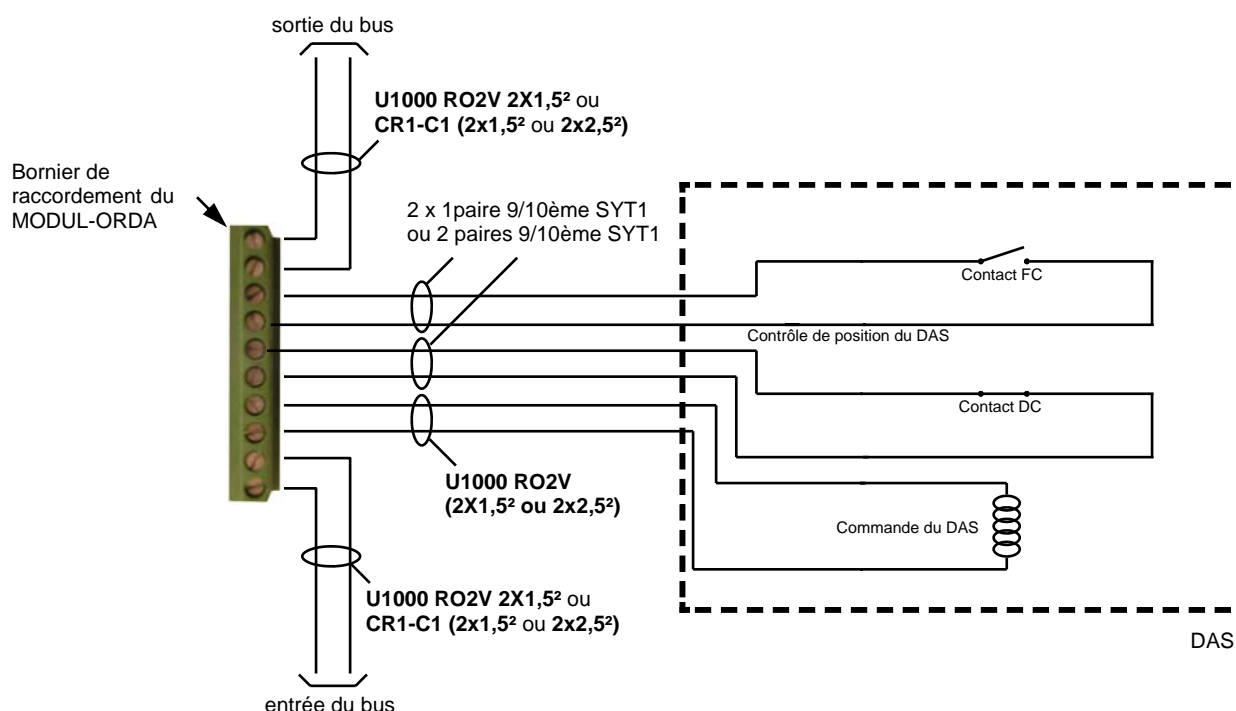 sortie du bus
U1000 RO2V 2X1,5² ou
CR1-C1 (2x1,5² ou 2x2,5²)
Bornier de
raccordement du
MODUL-ORDA
2 x 1paire 9/10ème SYT1
ou 2 paires 9/10ème SYT1
Contact FC
Contrôle de position du DAS
Contact DC
U1000 RO2V
(2X1,5² ou 2x2,5²)
Commande du DAS
U1000 RO2V 2X1,5² ou
CR1-C1 (2x1,5² ou 2x2,5²)
DAS
entrée du bus